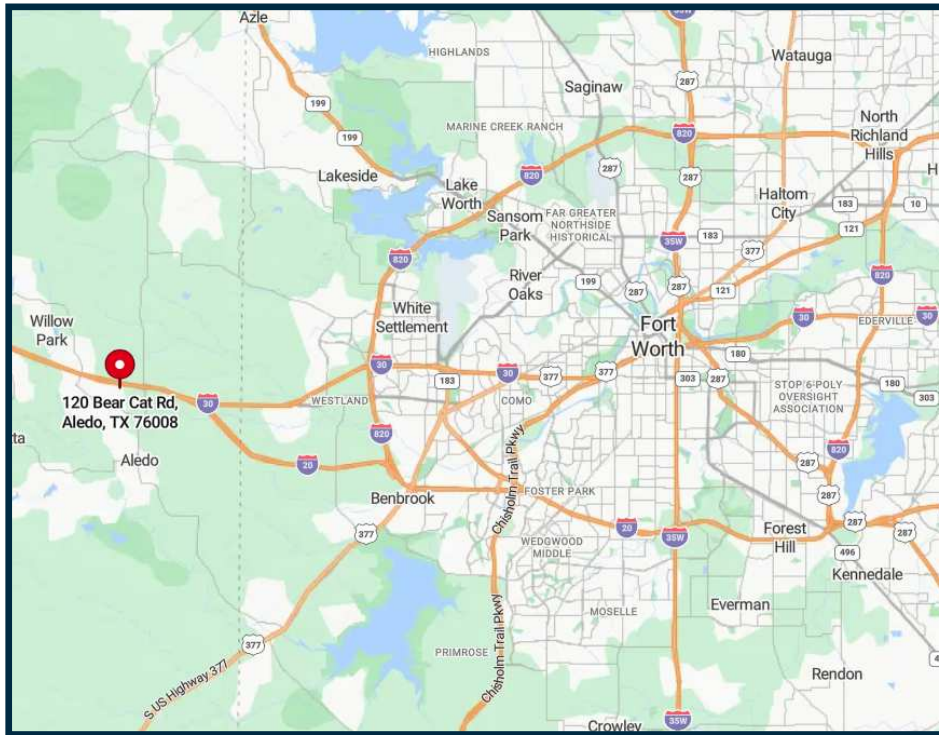 Azle
HIGHLANDS
287
Watauga
Saginaw
199
MARINE CREEK RANCH
820
820
North
Richland
Hills
199
287
287
Lakeside
820
Lake
Worth
Haltom
City
183
10
Sansom
Park
FAR GREATER
NORTHSIDE
HISTORICAL
35W
183
121
377
820
River
Oaks
199
287
287
121
820
White
Settlement
Willow
Park
Fort
Worth
30
EDERVILLE
30
30
183
30
377
377
180
120 Bear Cat Rd,
Aledo, TX 76008
30
WESTLAND
COMO
303
287
STOP 6-POLY
OVERSIGHT
ASSOCIATION
180
303
820
ta
Aledo
20
Chisholm Trail Pkwy
287
820
Benbrook
FOSTER PARK
287
377
20
35W
Forest
Hill
287
287
WEDGWOOD
MIDDLE
496
Kennedale
Chisholm Trail Pkwy
MOSELLE
Everman
377
PRIMROSE
S US Highway 377
Rendon
Crowley
35W